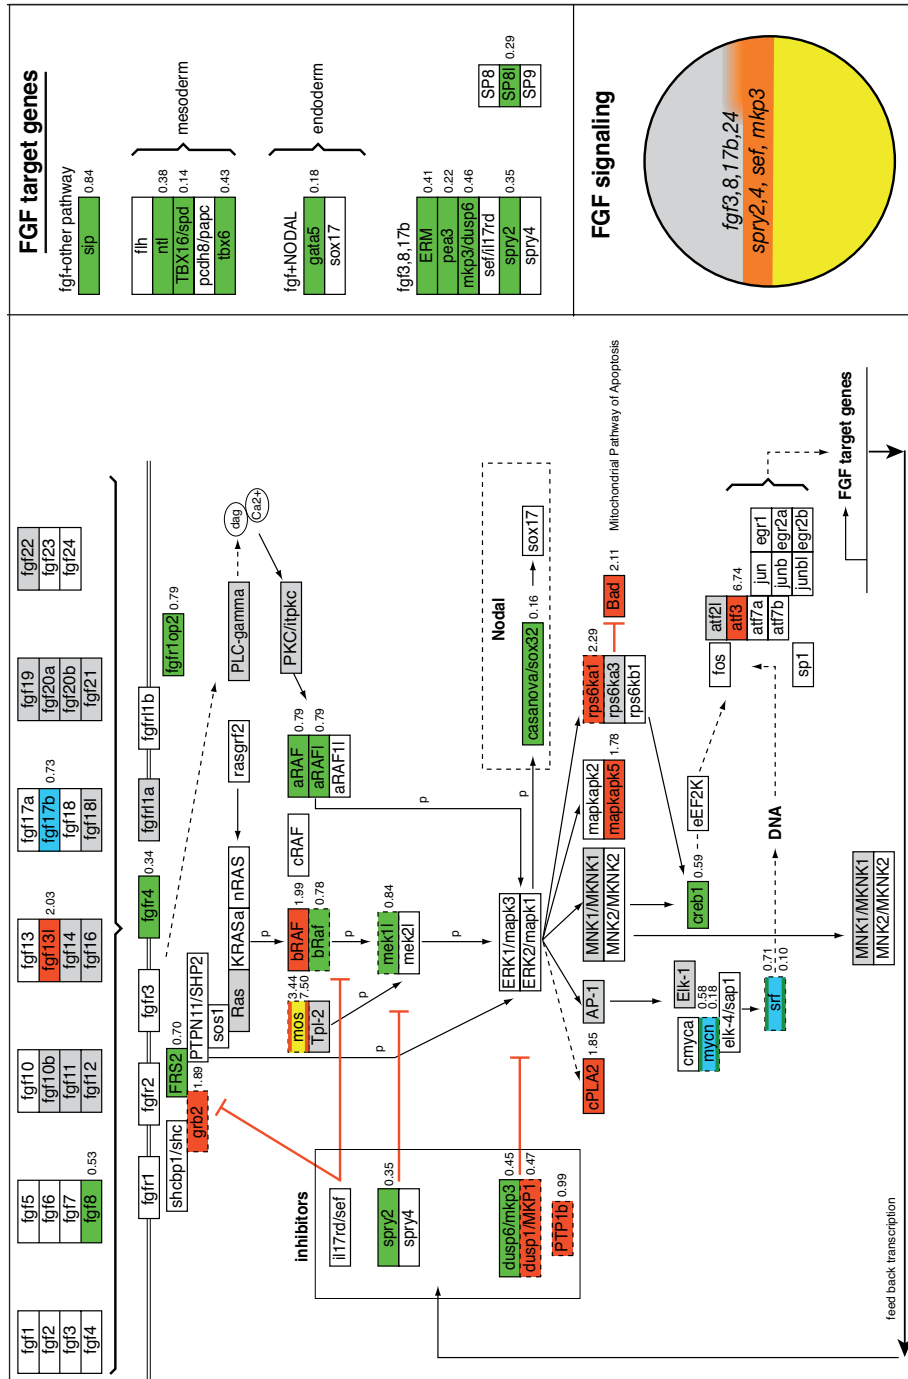 fgf1
fgf2
fgf3
fgf4
fgf5
fgf6
fgf7
fgf8 0.53
fgf10
fgf10b
fgf11
fgf12
fgf13
fgf13l 2.03
fgf14
fgf16
fgf17a
fgf17b 0.73
fgf18
fgf18l
fgf19
fgf20a
fgf20b
fgf21
fgf22
fgf23
fgf24
fgfr1
fgfr2
fgfr3
fgfr4 0.34
fgfrl1a
fgfrl1b
fgfr1op2 0.79
shcbp1/shc
FRS2 0.70
grb2 1.89
PTPN11/SHP2
sos1
Ras
KRASa
nRAS
rasgrf2
PLC-gamma
dag
Ca2+
PKC/itpkc
mos 3.44
7.50
Tpl-2
bRAF 1.99
bRaf 0.78
cRAF
aRAF 0.79
aRAFl 0.79
aRAF1l
p
p
p
p
p
p
mek1l 0.84
mek2l
ERK1/mapk3
ERK2/mapk1
Nodal
casanova/sox32 0.16
sox17
inhibitors
il17rd/sef
spry2 0.35
spry4
dusp6/mkp3 0.45
dusp1/MKP1 0.47
PTP1b 0.99
cPLA2 1.85
AP-1
MNK1/MKNK1
MNK2/MKNK2
mapkapk2
mapkapk5 1.78
rps6ka1 2.29
rps6ka3
rps6kb1
Bad 2.11
Mitochondrial Pathway of Apoptosis
Elk-1
cmyca
mycn 0.58
0.18
elk-4/sap1
creb1 0.59
eEF2K
fos
atf2l
atf3 6.74
atf7a
atf7b
jun
junb
junbl
egr1
egr2a
egr2b
sp1
srf 0.71
0.10
DNA
FGF target genes
MNK1/MKNK1
MNK2/MKNK2
feed back transcription
FGF target genes
fgf+other pathway
sip 0.84
flh
ntl 0.38
TBX16/spd 0.14
pcdh8/papc
tbx6 0.43
mesoderm
fgf+NODAL
gata5 0.18
sox17
endoderm
fgf3,8,17b
ERM 0.41
pea3 0.22
mkp3/dusp6 0.46
sef/il17rd
spry2 0.35
spry4
SP8
SP8l 0.29
SP9
FGF signaling
fgf3,8,17b,24
spry2,4, sef, mkp3